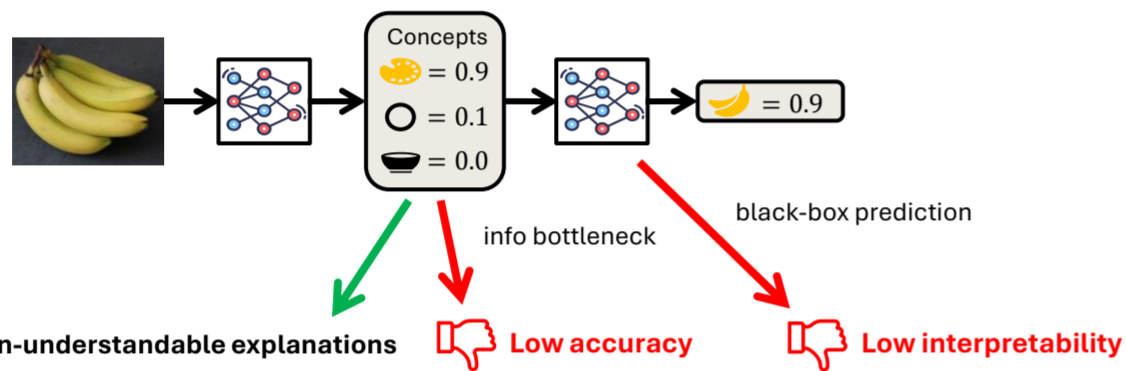 Concepts
= 0.9
= 0.1
= 0.0
= 0.9
info bottleneck
black-box prediction
n-understandable explanations
Low accuracy
Low interpretability